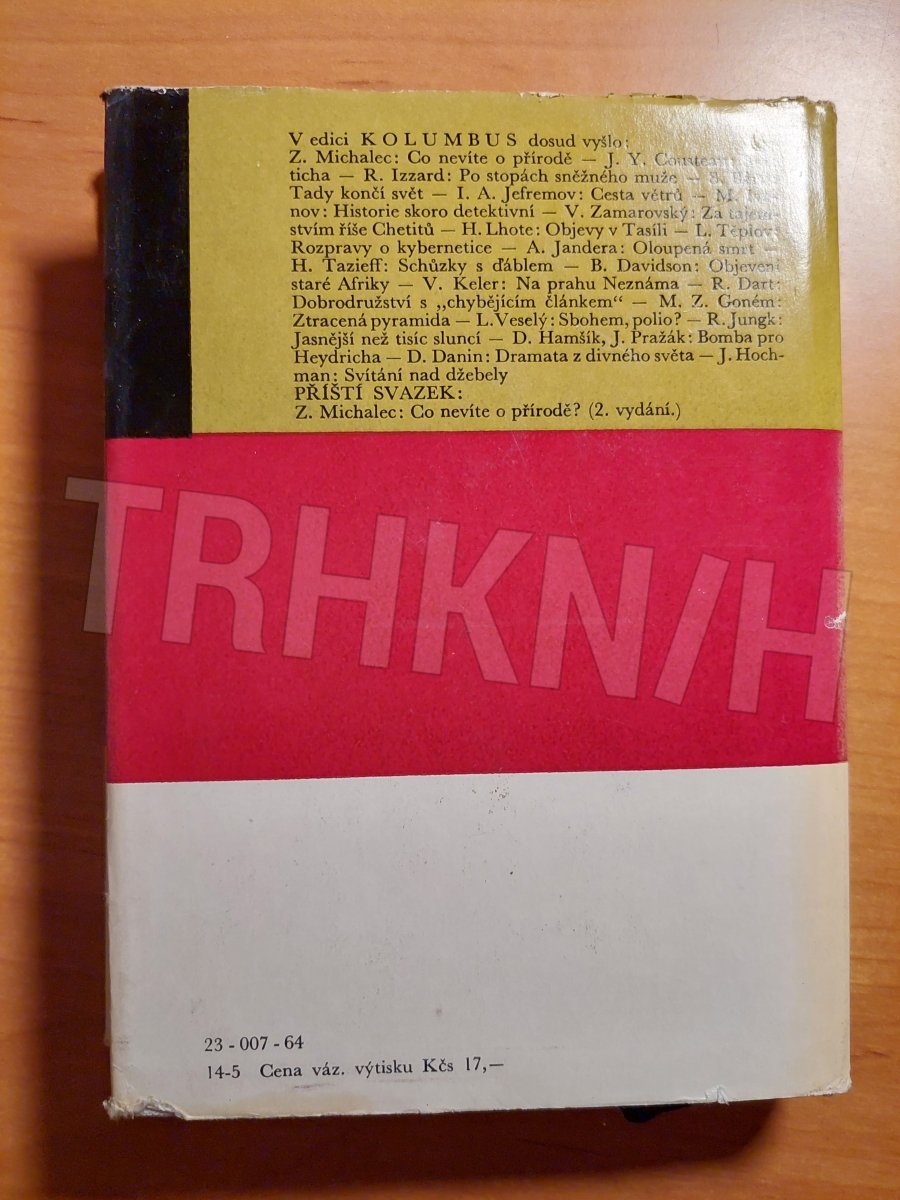 V edici KOLUMBUS dosud vyšlo:
Z. Michalec: Co nevíte o přírodě — J. Y. Cousteau:
ticha — R. Izzard: Po stopách sněžného muže — S.
Tady končí svět — I. A. Jefremov: Cesta větrů — M.
nov: Historie skoro detektivní — V. Zamarovský: Za tajem-
stvím říše Chetitů — H. Lhote: Objevy v Tasíli — L. Těplov:
Rozpravy o kybernetice — A. Jandera: Oloupená smrt —
H. Tazieff: Schůzky s ďáblem — B. Davidson: Objevení
staré Afriky — V. Keler: Na prahu Neznáma — R. Dart:
Dobrodružství s „chybějícím článkem“ — M. Z. Goném:
Ztracená pyramida — L. Veselý: Sbohem, polio? — R. Jungk:
Jasnější než tisíc sluncí — D. Hamšík, J. Pražák: Bomba pro
Heydricha — D. Danin: Dramata z divného světa — J. Hoch-
man: Svítání nad džebely
PŘÍŠTÍ SVAZEK:
Z. Michalec: Co nevíte o přírodě? (2. vydání.)
TRHKN/H
23 - 007 - 64
14-5 Cena váz. výtisku Kčs 17,—